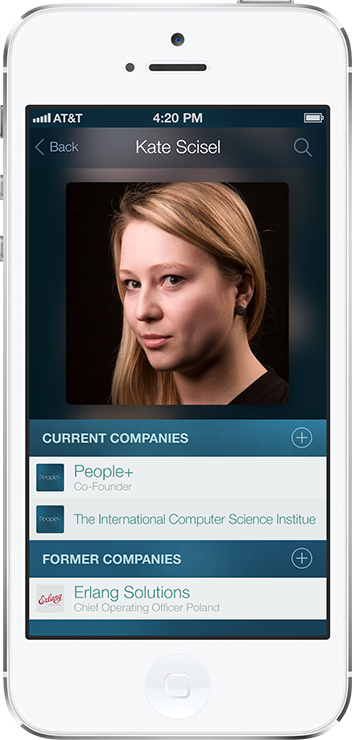 AT&T 4:20 PM
Back Kate Scisel
CURRENT COMPANIES
People+
People+
Co-Founder
People+
The International Computer Science Institue
FORMER COMPANIES
Erlang
Erlang Solutions
Chief Operating Officer Poland